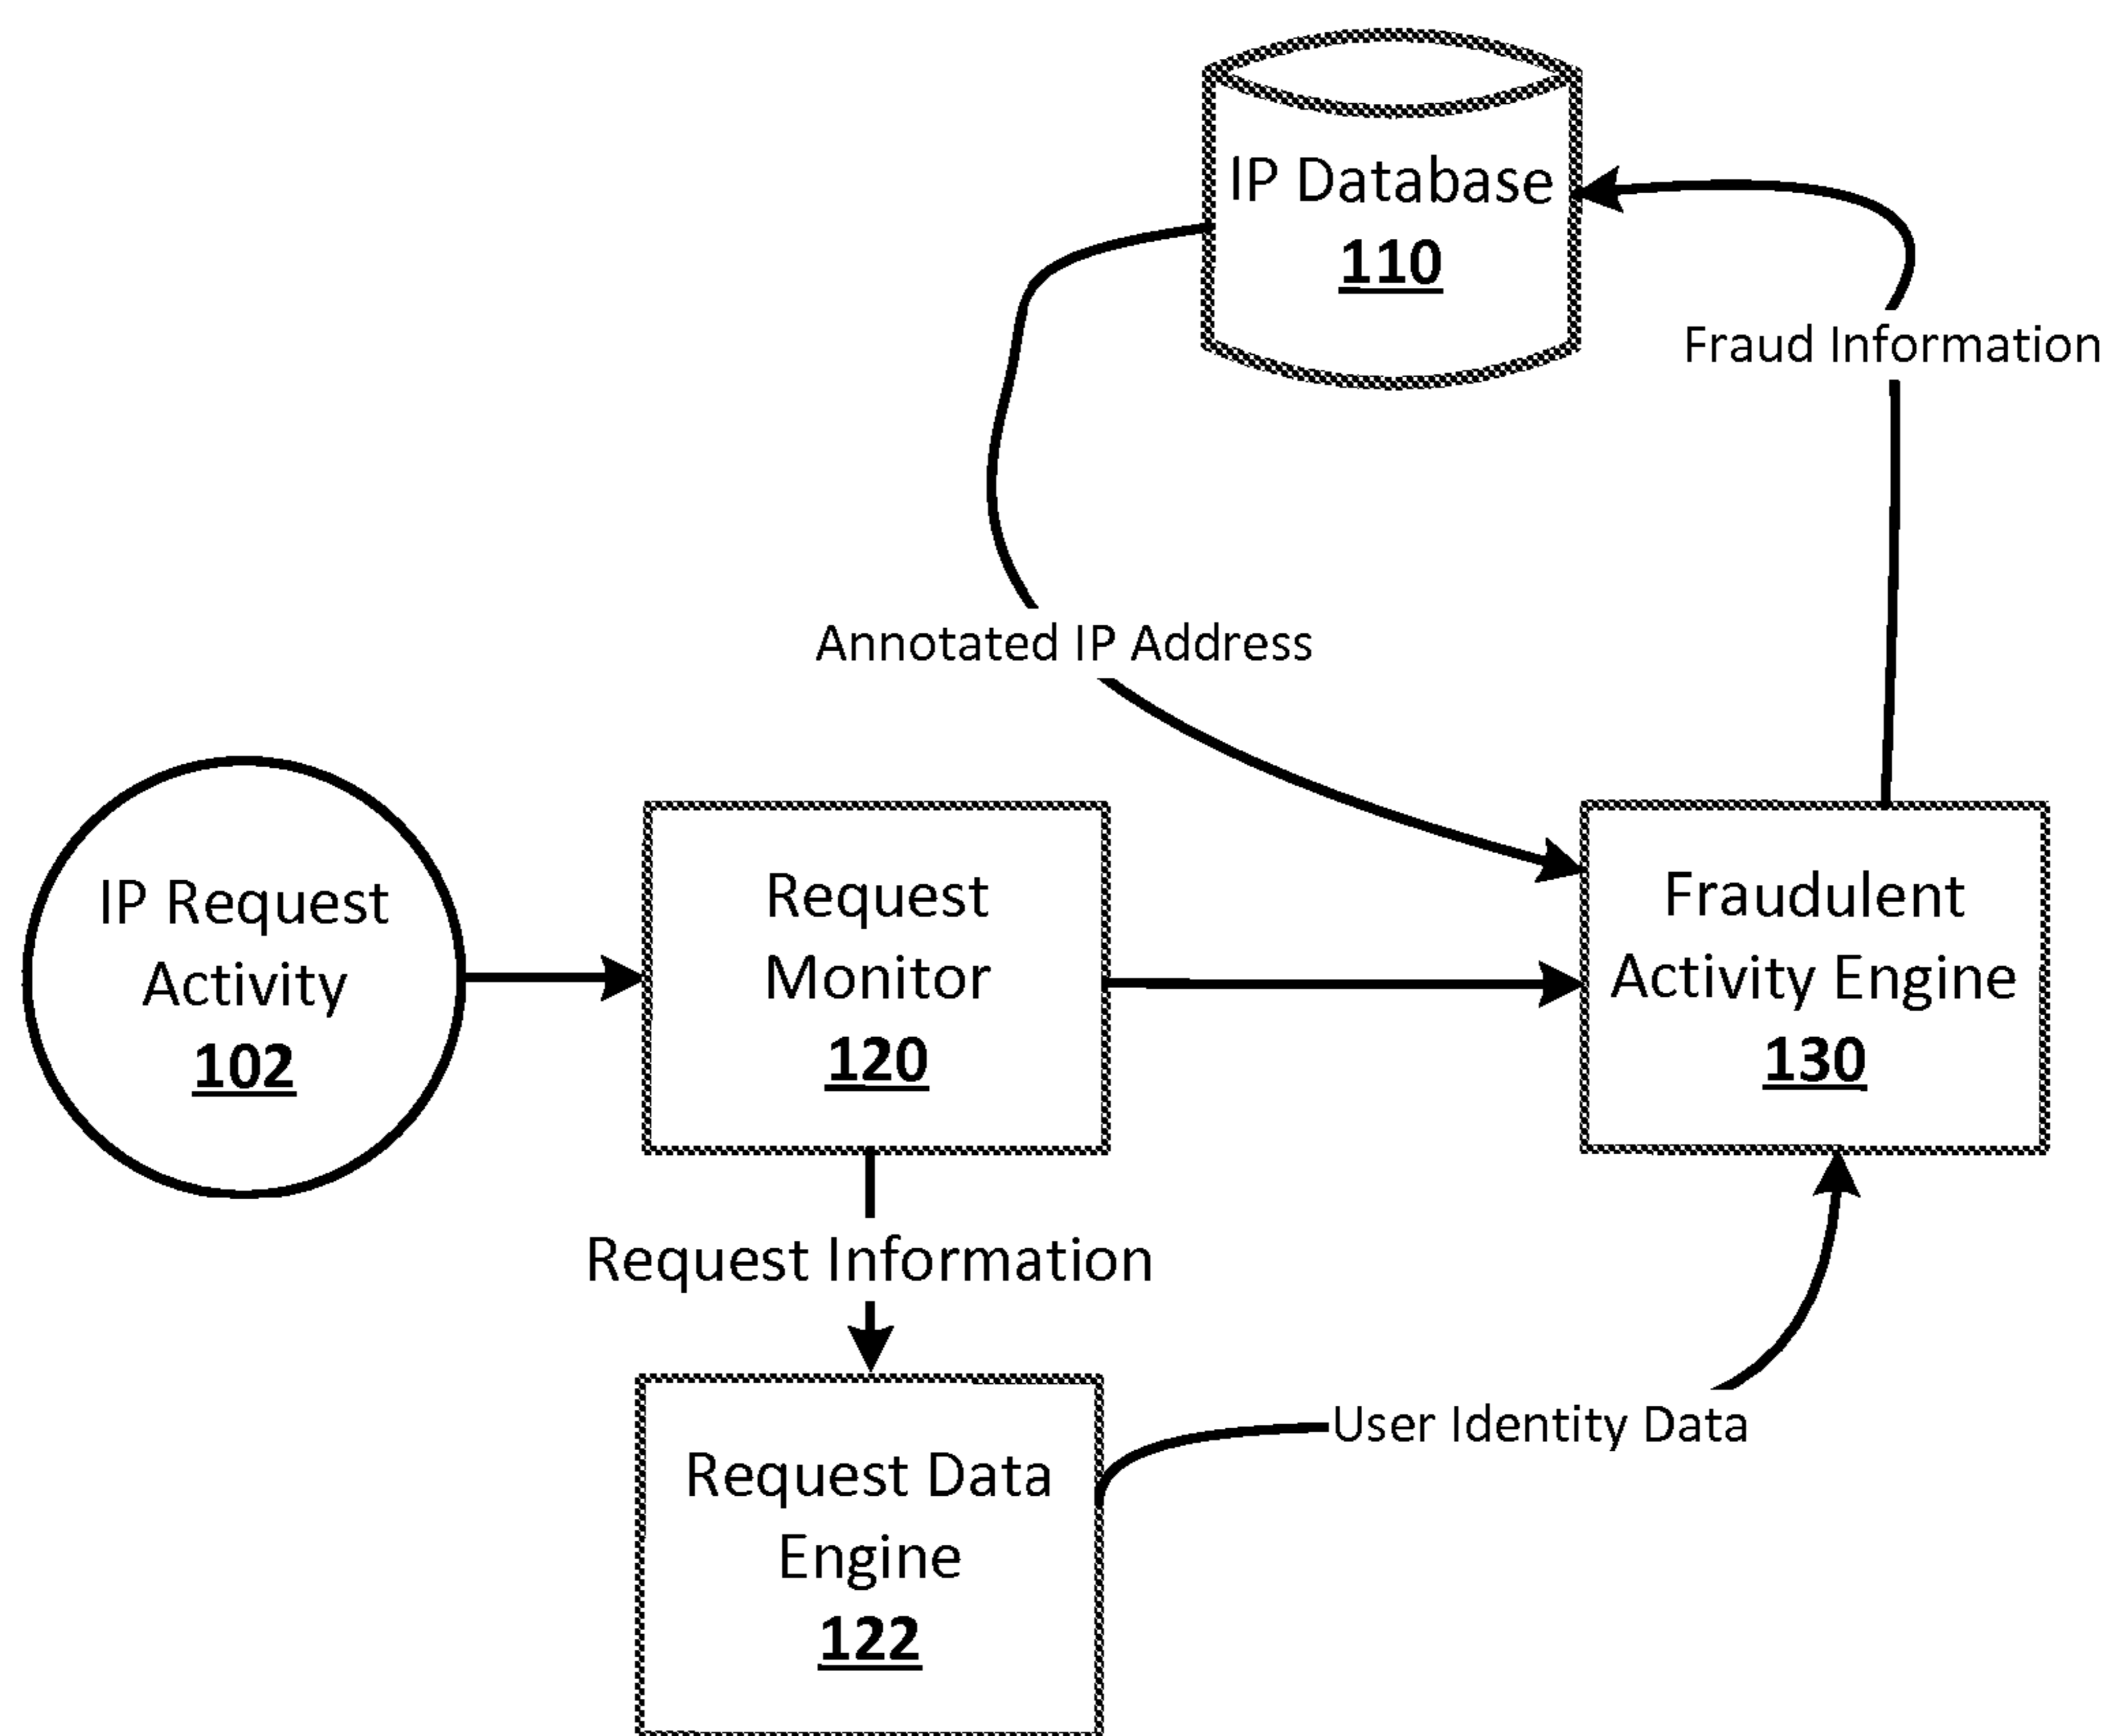 IP Database
110
Fraud Information
Annotated IP Address
IP Request
Activity
102
Request
Monitor
120
Fraudulent
Activity Engine
130
Request Information
User Identity Data
Request Data
Engine
122